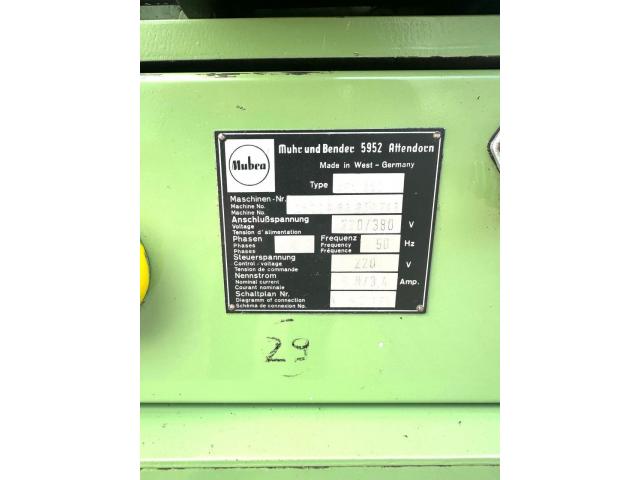 Mubea
Muhr und Bender 5952 Attendorn
Made in West - Germany
Type
Maschinen-Nr.
Machine No.
Machine No.
Anschlußspannung 220/380 V
Voltage
Tension d'alimentation
Phasen
Phases
Phases
Frequenz 50 Hz
Frequency
Fréquence
Steuerspannung 220 V
Control - voltage
Tension de commande
Nennstrom Amp.
Nominal current
Courant nominale
Schaltplan Nr.
Diagramm of connection
Schéma de connexion No.
29